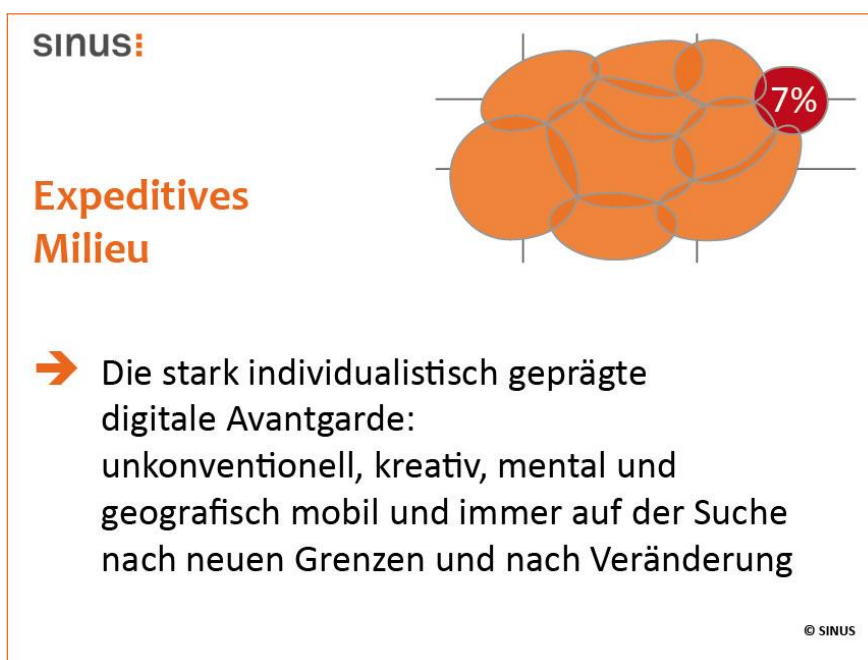 sinus:
7%
Expeditives
Milieu
➔ Die stark individualistisch geprägte
digitale Avantgarde:
unkonventionell, kreativ, mental und
geografisch mobil und immer auf der Suche
nach neuen Grenzen und nach Veränderung
© SINUS